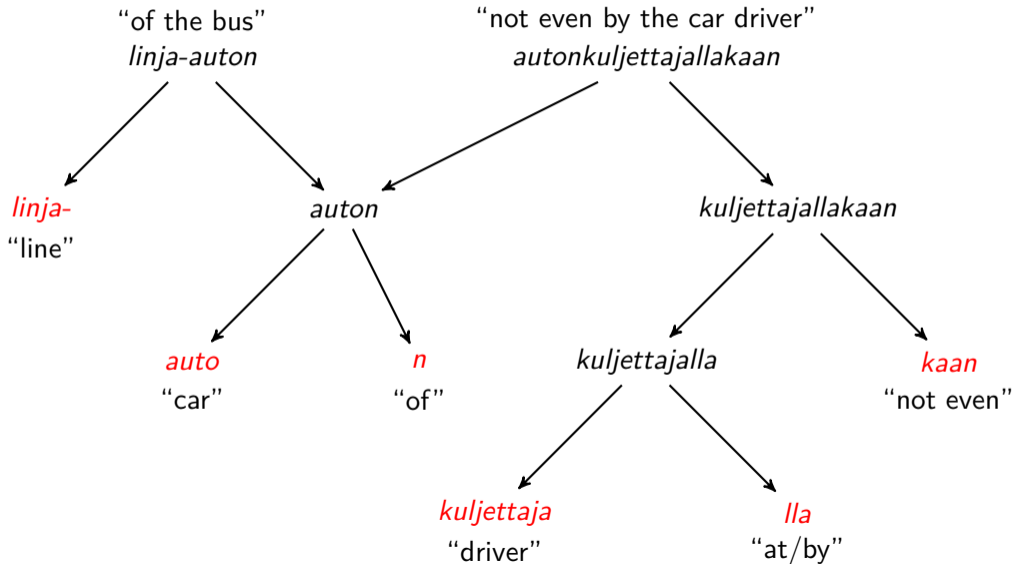 “of the bus”
linja-auton
“not even by the car driver”
autonkuljettajallakaan
linja-
“line”
auton
kuljettajallakaan
auto
“car”
n
“of”
kuljettajalla
kaan
“not even”
kuljettaja
“driver”
lla
“at/by”